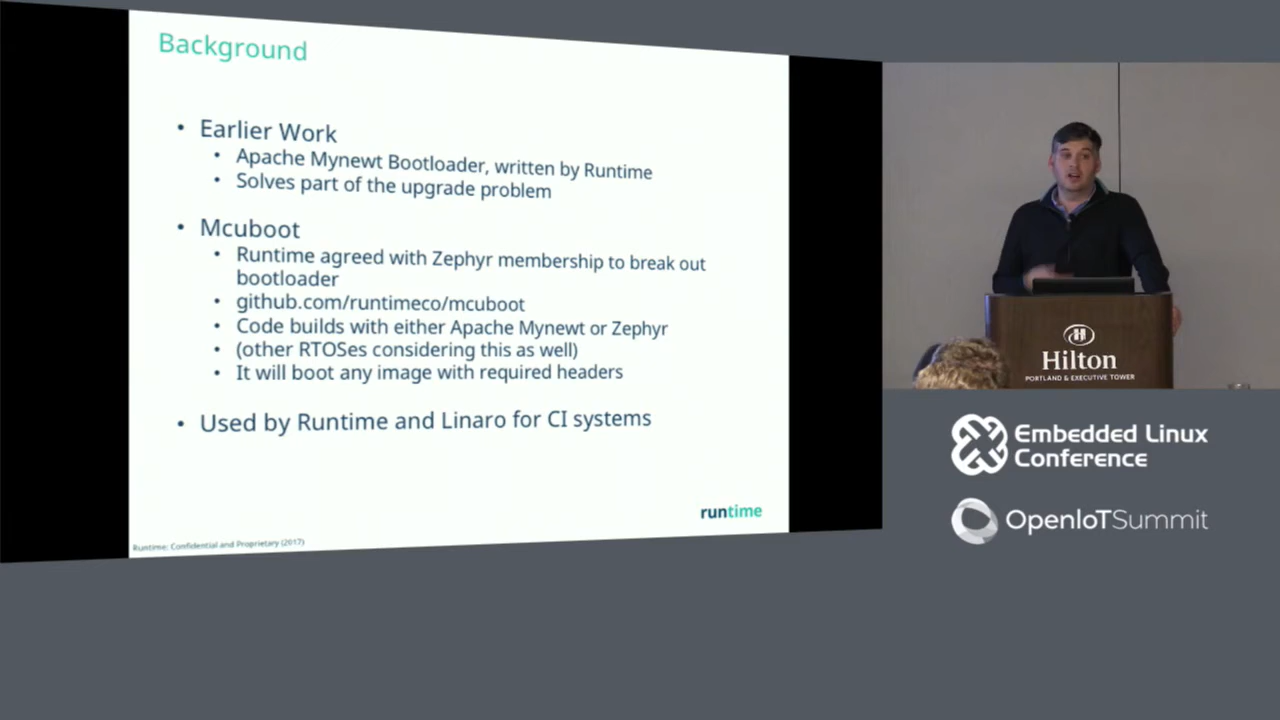 Background
• Earlier Work
• Apache Mynewt Bootloader, written by Runtime
• Solves part of the upgrade problem
• Mcuboot
• Runtime agreed with Zephyr membership to break out
bootloader
• github.com/runtimeco/mcuboot
• Code builds with either Apache Mynewt or Zephyr
• (other RTOSes considering this as well)
• It will boot any image with required headers
• Used by Runtime and Linaro for CI systems
runtime
Runtime: Confidential and Proprietary (2017)
Hilton
PORTLAND & EXECUTIVE TOWER
Embedded Linux
Conference
OpenIoTSummit